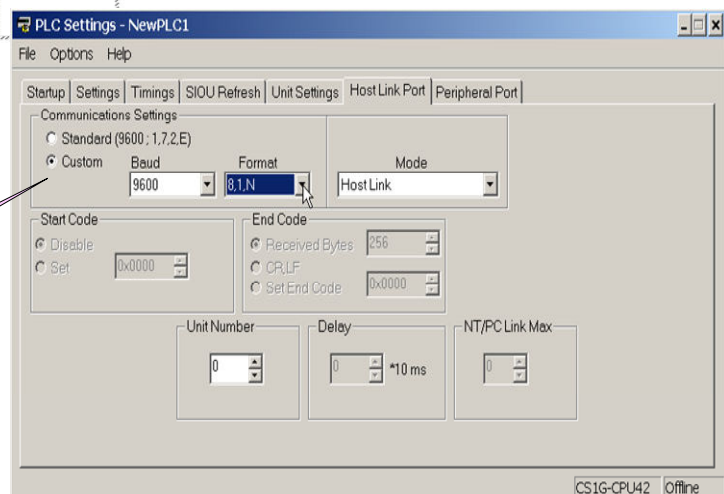 PLC Settings - NewPLC1
File Options Help
Startup Settings Timings SIOU Refresh Unit Settings Host Link Port Peripheral Port
Communications Settings
Standard (9600 ; 1,7,2,E)
Custom Baud Format Mode
9600 8,1,N Host Link
Start Code End Code
Disable Received Bytes 256
Set 0x0000 CR,LF
Set End Code 0x0000
Unit Number Delay NT/PC Link Max
0 0 *10 ms 0
CS1G-CPU42 Offline